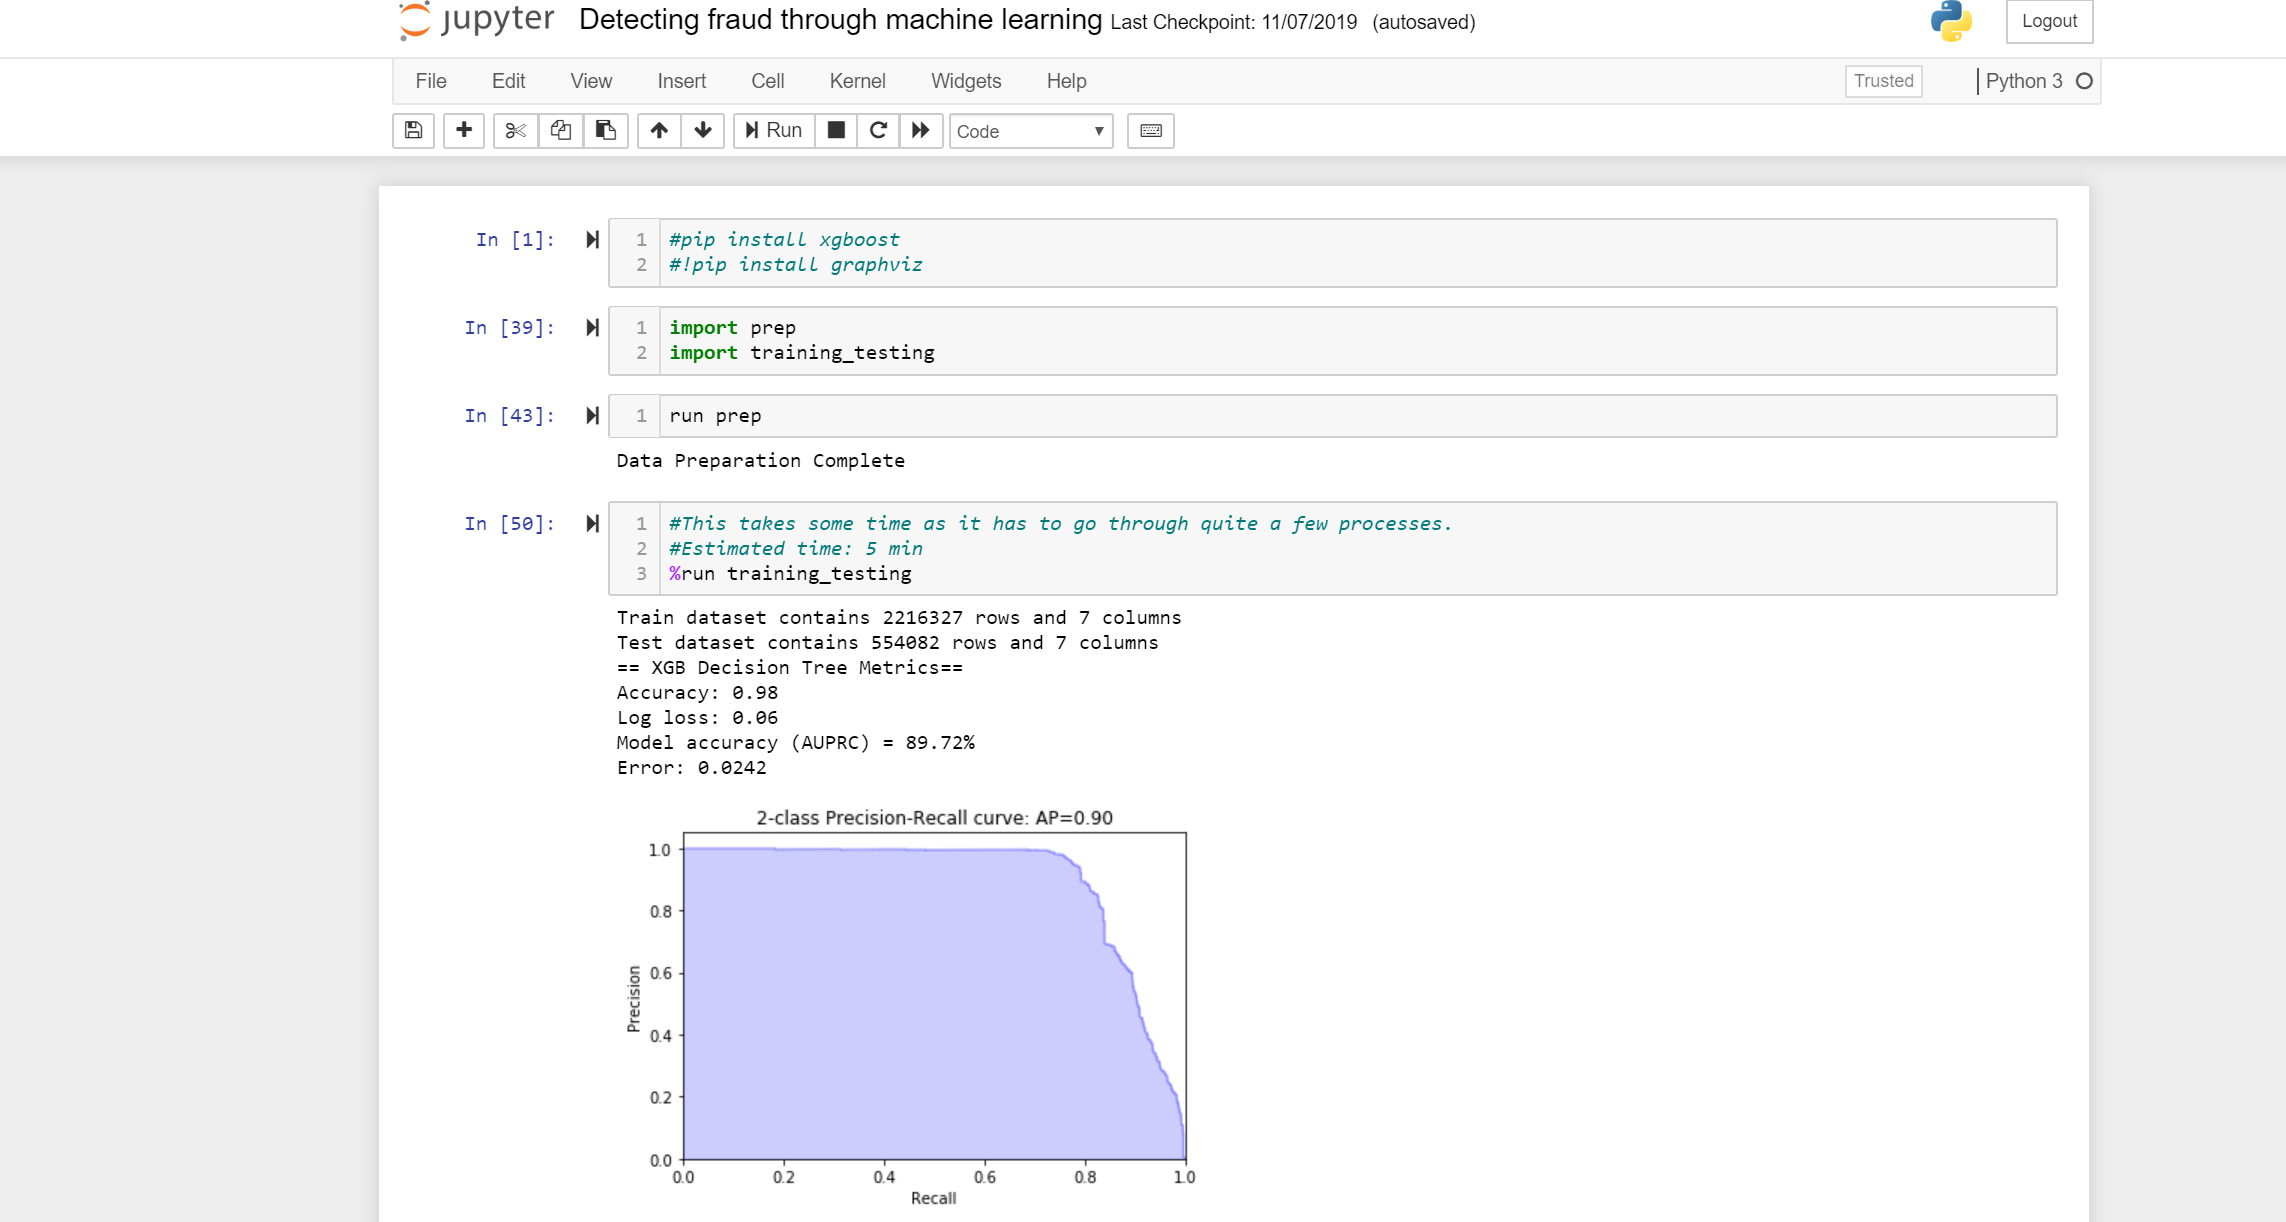 jupyter Detecting fraud through machine learning Last Checkpoint: 11/07/2019 (autosaved) Logout
File Edit View Insert Cell Kernel Widgets Help Trusted Python 3
Run Code
In [1]: 1 #pip install xgboost
2 #!pip install graphviz
In [39]: 1 import prep
2 import training_testing
In [43]: 1 run prep
Data Preparation Complete
In [50]: 1 #This takes some time as it has to go through quite a few processes.
2 #Estimated time: 5 min
3 %run training_testing
Train dataset contains 2216327 rows and 7 columns
Test dataset contains 554082 rows and 7 columns
== XGB Decision Tree Metrics==
Accuracy: 0.98
Log loss: 0.06
Model accuracy (AUPRC) = 89.72%
Error: 0.0242
2-class Precision-Recall curve: AP=0.90
1.0
0.8
0.6
0.4
0.2
0.0
Precision
0.0 0.2 0.4 0.6 0.8 1.0
Recall